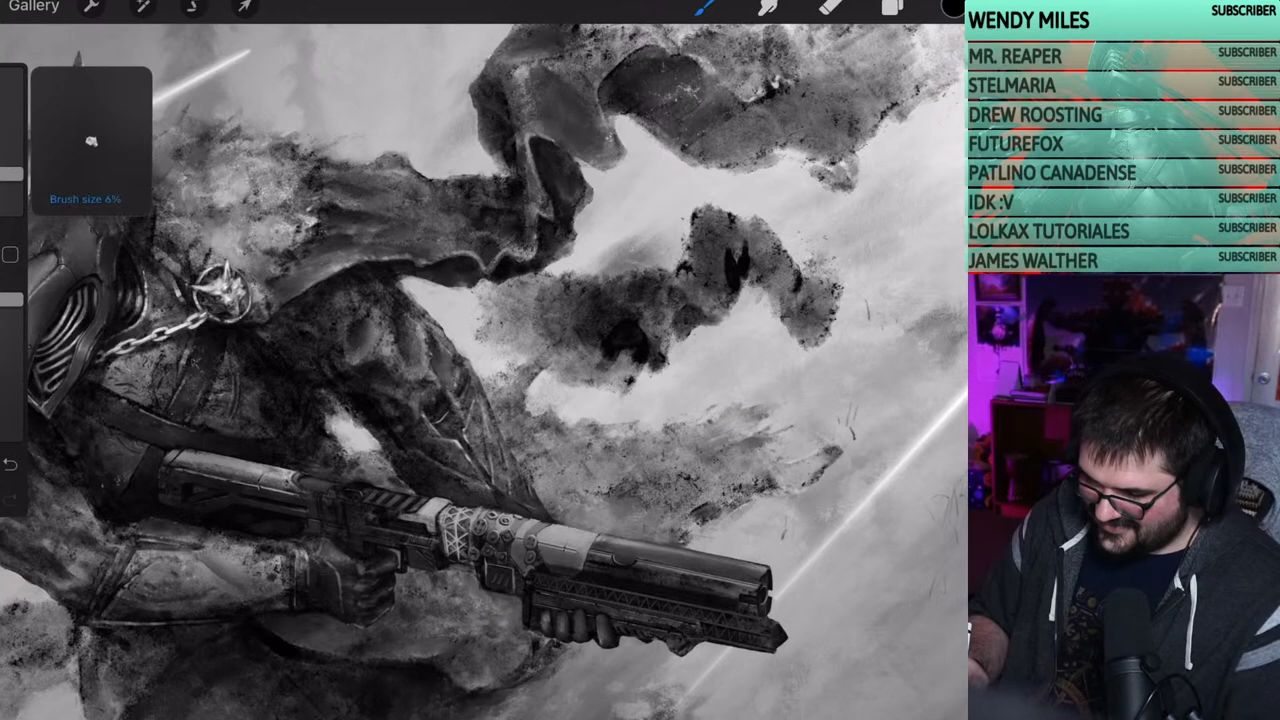 Gallery
Brush size 6%
WENDY MILES SUBSCRIBER
MR. REAPER SUBSCRIBER
STELMARIA SUBSCRIBER
DREW ROOSTING SUBSCRIBER
FUTUREFOX SUBSCRIBER
PATLINO CANADENSE SUBSCRIBER
IDK :V SUBSCRIBER
LOLKAX TUTORIALES SUBSCRIBER
JAMES WALTHER SUBSCRIBER